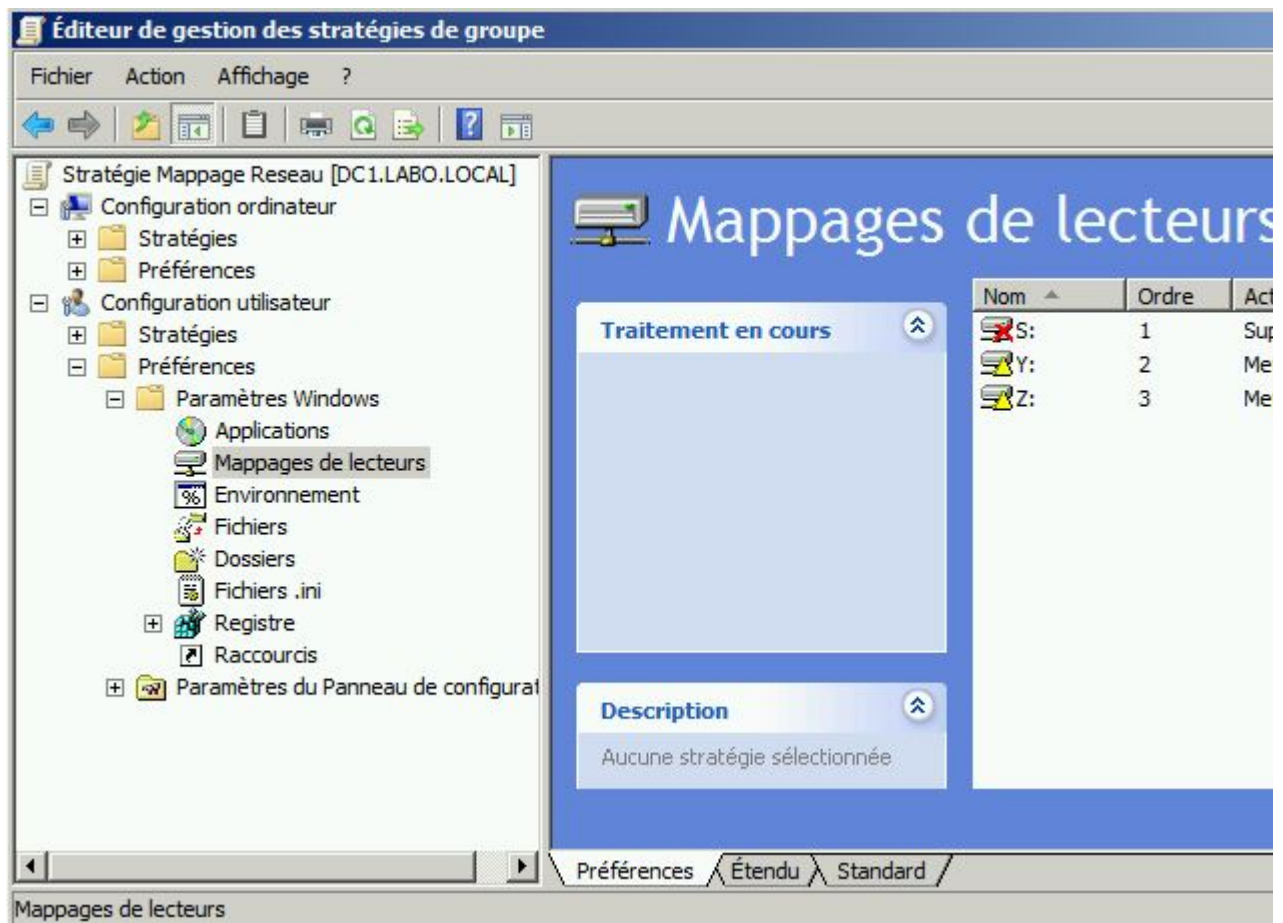 Éditeur de gestion des stratégies de groupe
Fichier Action Affichage ?
Stratégie Mappage Reseau [DC1.LABO.LOCAL]
Configuration ordinateur
Stratégies
Préférences
Configuration utilisateur
Stratégies
Préférences
Paramètres Windows
Applications
Mappages de lecteurs
Environnement
Fichiers
Dossiers
Fichiers .ini
Registre
Raccourcis
Paramètres du Panneau de configurat
Mappages de lecteurs
Traitement en cours
Description
Aucune stratégie sélectionnée
Nom Ordre Act
S: 1 Sup
Y: 2 Me
Z: 3 Me
Préférences Étendu Standard
Mappages de lecteurs